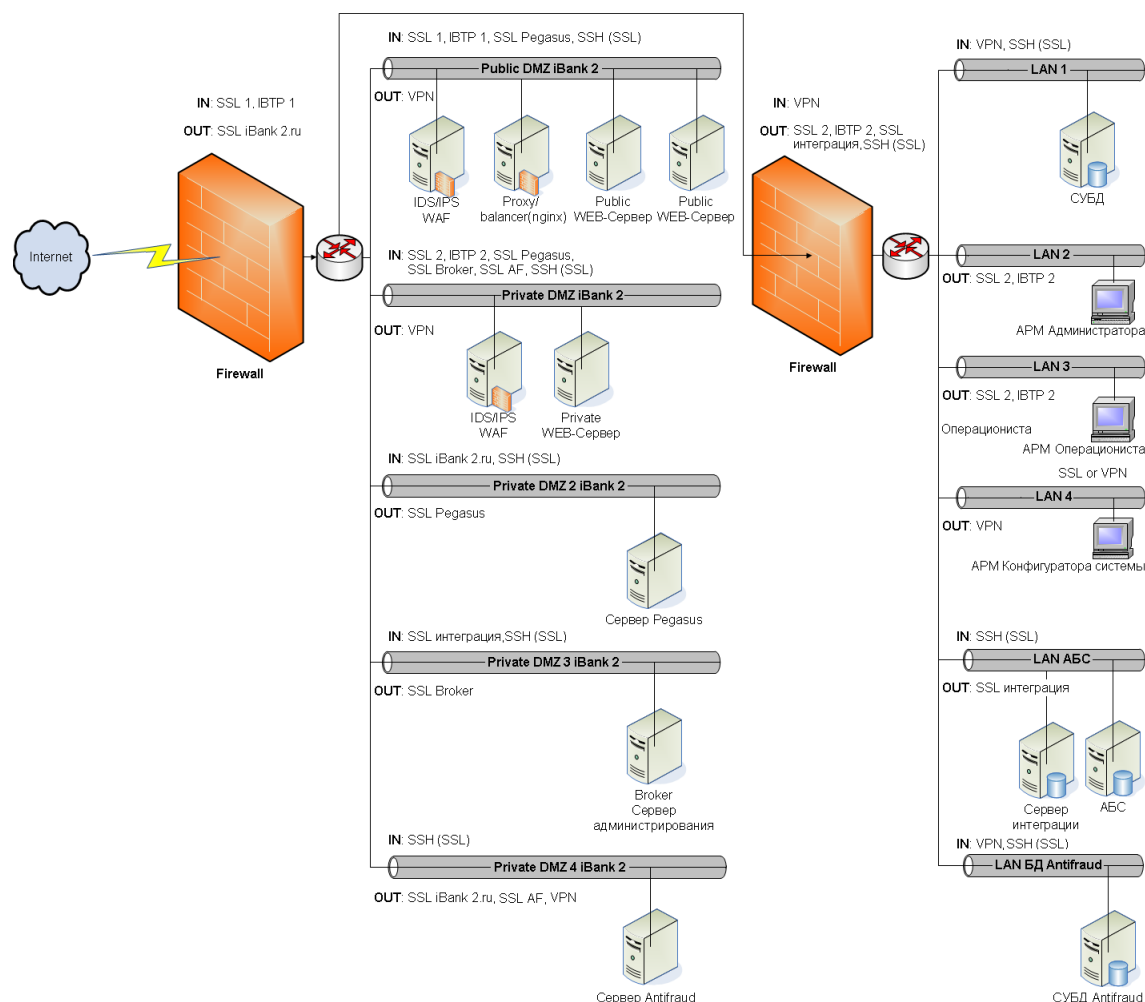 IN: SSL 1, IBTP 1
OUT: SSL iBank 2.ru
Internet
Firewall
IN: SSL 1, IBTP 1, SSL Pegasus, SSH (SSL)
Public DMZ iBank 2
OUT: VPN
IDS/IPS
WAF
Proxy/
balancer(nginx)
Public
WEB-Сервер
Public
WEB-Сервер
IN: SSL 2, IBTP 2, SSL Pegasus,
SSL Broker, SSL AF, SSH (SSL)
Private DMZ iBank 2
OUT: VPN
IDS/IPS
WAF
Private
WEB-Сервер
IN: SSL iBank 2.ru, SSH (SSL)
Private DMZ 2 iBank 2
OUT: SSL Pegasus
Сервер Pegasus
IN: SSL интеграция,SSH (SSL)
Private DMZ 3 iBank 2
OUT: SSL Broker
Broker
Сервер
администрирования
IN: SSH (SSL)
Private DMZ 4 iBank 2
OUT: SSL iBank 2.ru, SSL AF, VPN
Сервер Antifraud
IN: VPN
OUT: SSL 2, IBTP 2, SSL
интеграция,SSH (SSL)
Firewall
IN: VPN, SSH (SSL)
LAN 1
СУБД
LAN 2
OUT: SSL 2, IBTP 2
АРМ Администратора
LAN 3
OUT: SSL 2, IBTP 2
Операциониста
АРМ Операциониста
SSL or VPN
LAN 4
OUT: VPN
АРМ Конфигуратора системы
IN: SSH (SSL)
LAN АБС
OUT: SSL интеграция
Сервер
интеграции
АБС
IN: VPN,SSH (SSL)
LAN БД Antifraud
СУБД Antifraud